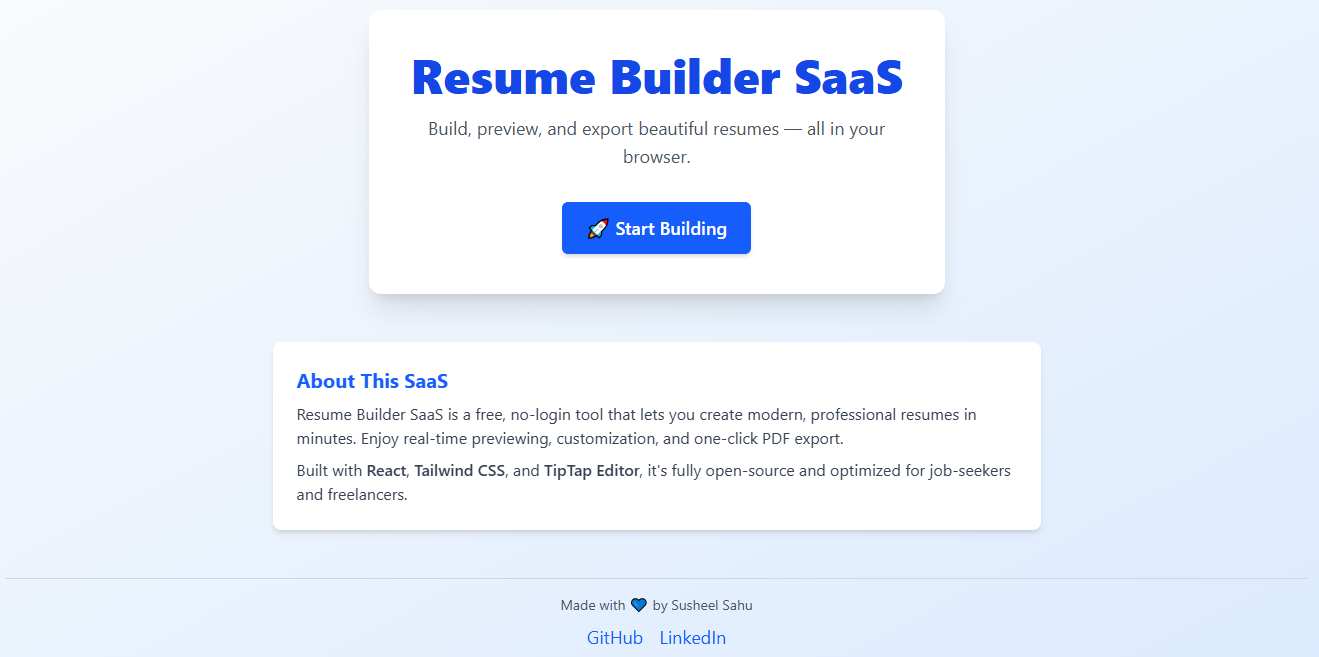 Resume Builder SaaS
Build, preview, and export beautiful resumes — all in your
browser.
🚀 Start Building
About This SaaS
Resume Builder SaaS is a free, no-login tool that lets you create modern, professional resumes in
minutes. Enjoy real-time previewing, customization, and one-click PDF export.
Built with React, Tailwind CSS, and TipTap Editor, it's fully open-source and optimized for job-seekers
and freelancers.
Made with 💙 by Susheel Sahu
GitHub LinkedIn